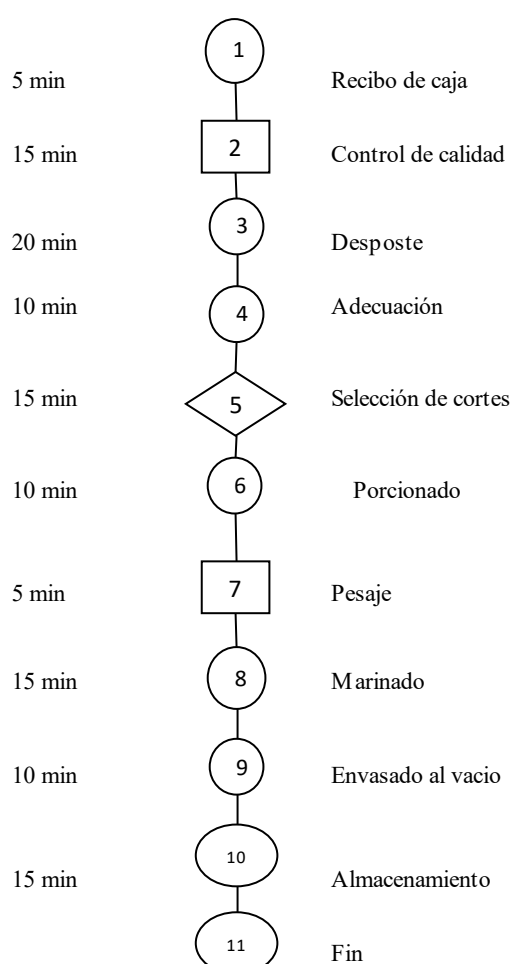 1
5 min Recibo de caja
2
15 min Control de calidad
3
20 min Desposte
10 min 4 Adecuación
15 min 5 Selección de cortes
10 min 6 Porcionado
5 min 7 Pesaje
15 min 8 Marinado
10 min 9 Envasado al vacio
10
15 min Almacenamiento
11
Fin